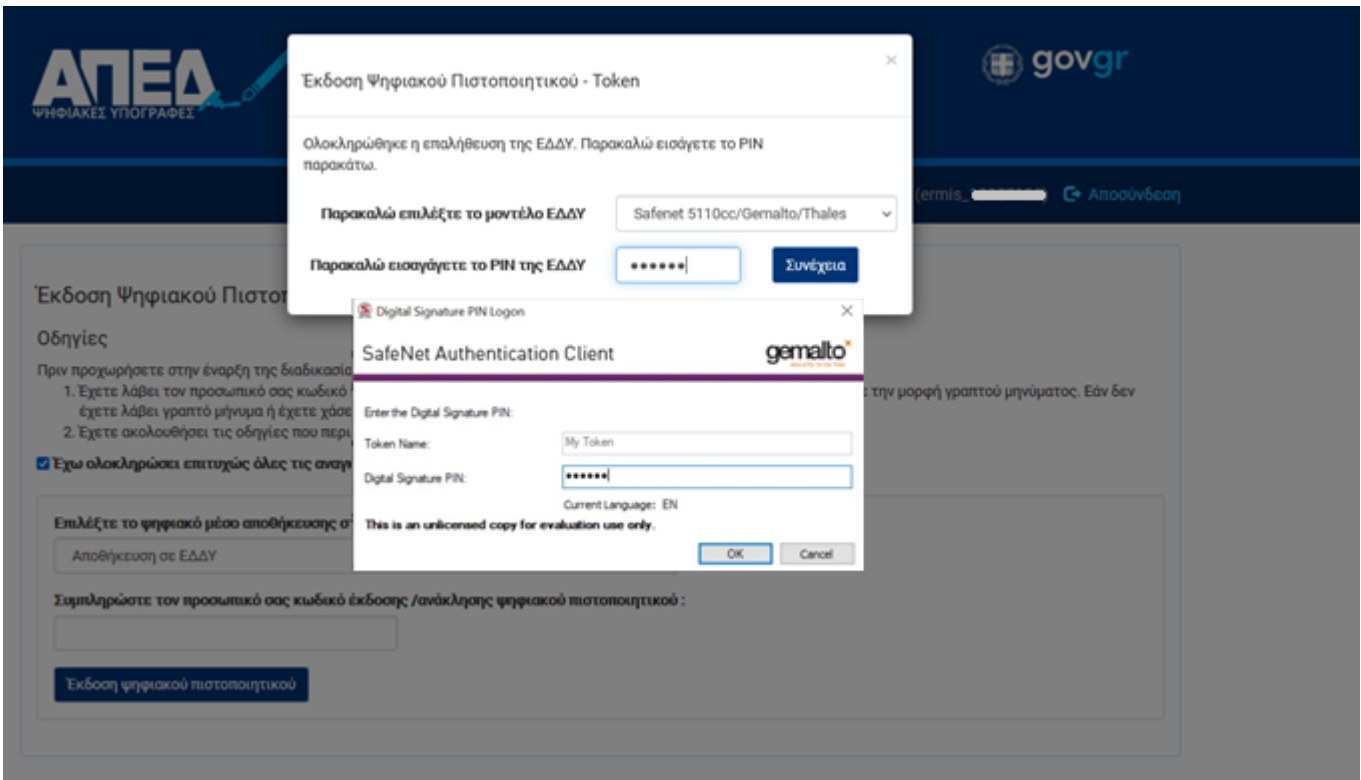 ΑΠΕΔ
ΨΗΦΙΑΚΕΣ ΥΠΟΓΡΑΦΕΣ
govgr
(ermis_
Αποσύνδεση
Έκδοση Ψηφιακού Πιστοποιητικού - Token
×
Ολοκληρώθηκε η επαλήθευση της ΕΔΔΥ. Παρακαλώ εισάγετε το PIN
παρακάτω.
Παρακαλώ επιλέξτε το μοντέλο ΕΔΔΥ
Safenet 5110cc/Gemalto/Thales
Παρακαλώ εισαγάγετε το PIN της ΕΔΔΥ
••••••
Συνέχεια
Digital Signature PIN Logon
SafeNet Authentication Client
gemalto
security to be free
Enter the Digital Signature PIN:
Token Name:
My Token
Digital Signature PIN:
••••••
Current Language: EN
This is an unlicensed copy for evaluation use only.
OK
Cancel
Έκδοση Ψηφιακού
Οδηγίες
Πριν προχωρήσετε στην έναρξη της
1. Έχετε λάβει τον προσωπικό σας κωδικό
την μορφή γραπτού μηνύματος. Εάν δεν
έχετε λάβει γραπτό μήνυμα ή έχετε
2. Έχετε ακολουθήσει τις οδηγίες που
Έχω ολοκληρώσει επιτυχώς όλες τις
Επιλέξτε το ψηφιακό μέσο αποθήκευσης
Αποθήκευση σε ΕΔΔΥ
Συμπληρώστε τον προσωπικό σας κωδικό έκδοσης /ανάκλησης ψηφιακού πιστοποιητικού :
Έκδοση ψηφιακού πιστοποιητικού